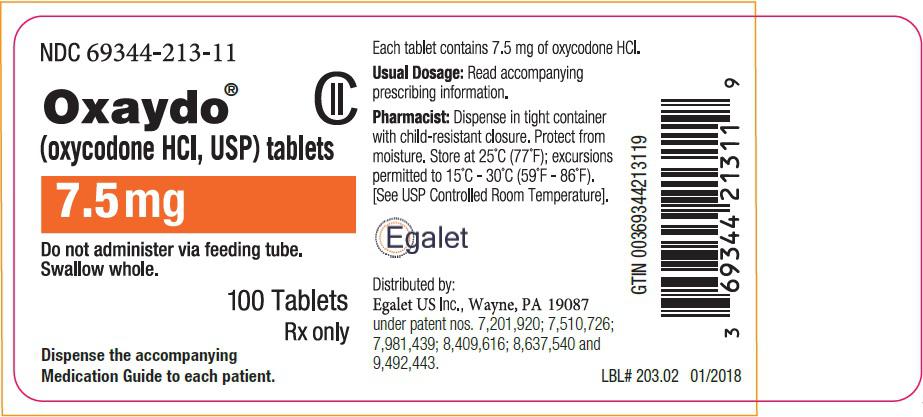 NDC 69344-213-11
Oxaydo®
CII
(oxycodone HCl, USP) tablets
7.5 mg
Do not administer via feeding tube.
Swallow whole.
100 Tablets
Rx only
Dispense the accompanying
Medication Guide to each patient.
Each tablet contains 7.5 mg of oxycodone HCl.
Usual Dosage: Read accompanying
prescribing information.
Pharmacist: Dispense in tight container
with child-resistant closure. Protect from
moisture. Store at 25˚C (77˚F); excursions
permitted to 15˚C - 30˚C (59˚F - 86˚F).
[See USP Controlled Room Temperature].
Egalet
Distributed by:
Egalet US Inc., Wayne, PA 19087
under patent nos. 7,201,920; 7,510,726;
7,981,439; 8,409,616; 8,637,540 and
9,492,443.
GTIN 00369344213119
3 69344 21311 9
LBL# 203.02 01/2018